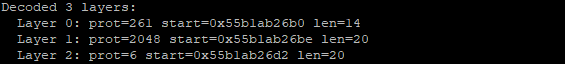 Decoded 3 layers:
  Layer 0: prot=261 start=0x55b1ab26b0 len=14
  Layer 1: prot=2048 start=0x55b1ab26be len=20
  Layer 2: prot=6 start=0x55b1ab26d2 len=20